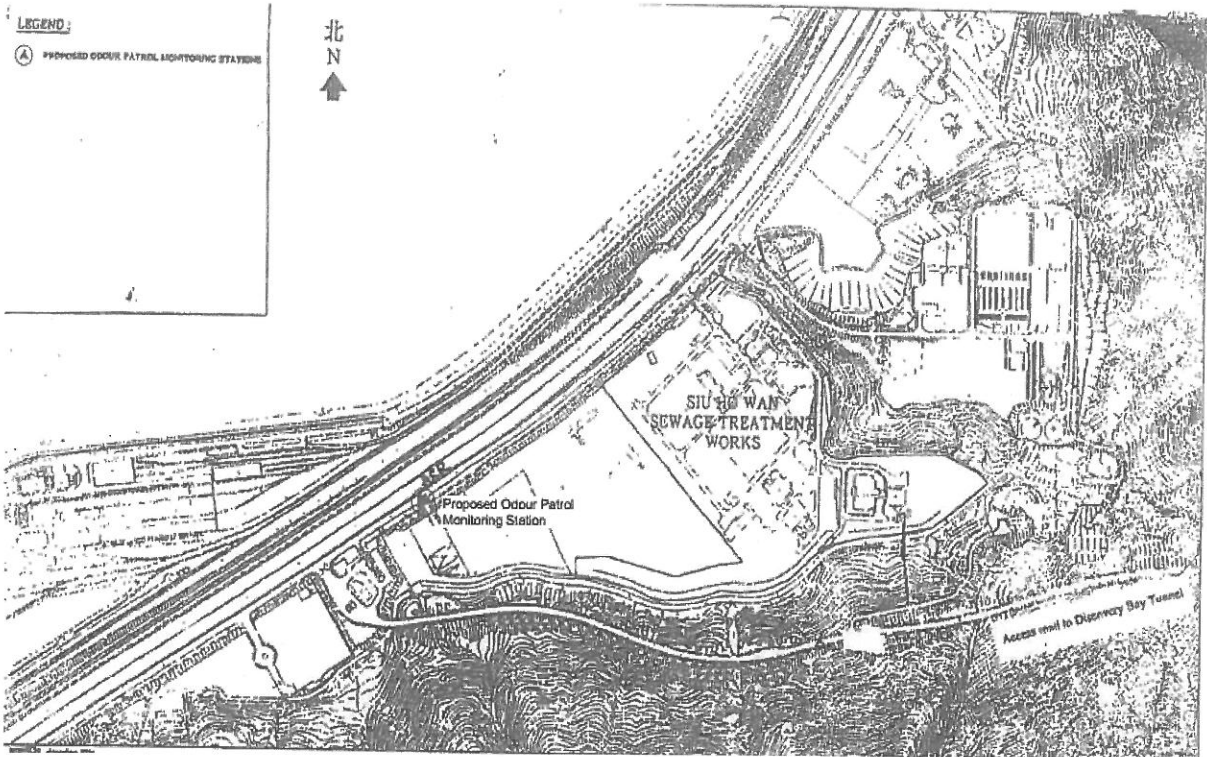 LEGEND :
A PROPOSED ODOUR PATROL MONITORING STATIONS
北
N
SIU HO WAN
SEWAGE TREATMENT
WORKS
Proposed Odour Patrol
Monitoring Station
Access road to Discovery Bay Tunnel